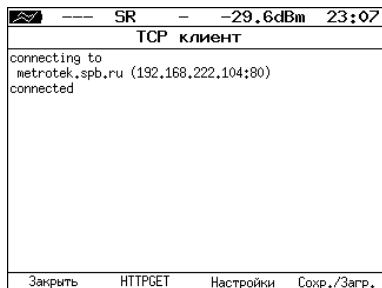 --- SR - -29.6dBm 23:07
TCP клиент
connecting to
metrotek.spb.ru (192.168.222.104:80)
connected
Закрыть HTTPGET Настройки Сохр./Загр.